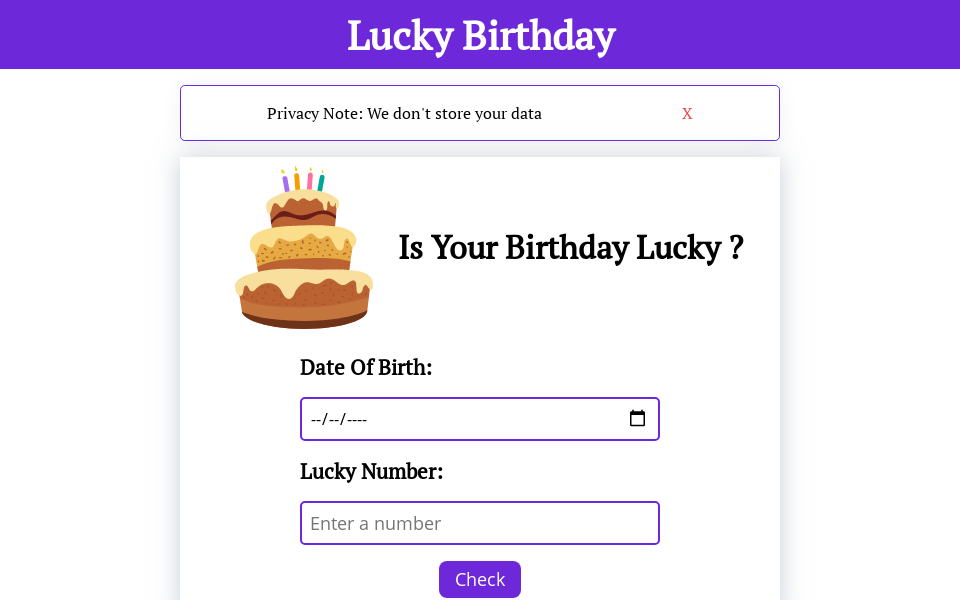 Lucky Birthday
Privacy Note: We don't store your data X
Is Your Birthday Lucky ?
Date Of Birth:
--/--/----
Lucky Number:
Enter a number
Check